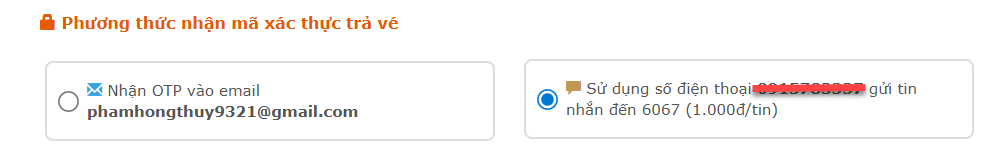 Phương thức nhận mã xác thực trả vé
Nhận OTP vào email
phamhongthuy9321@gmail.com
Sử dụng số điện thoại gửi tin
nhắn đến 6067 (1.000đ/tin)